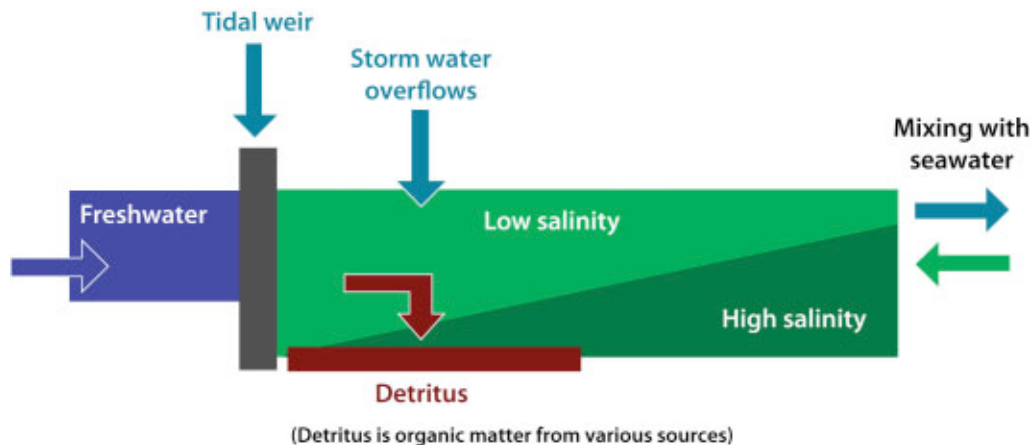 Tidal weir
Storm water
overflows
Mixing with
seawater
Freshwater
Low salinity
High salinity
Detritus
(Detritus is organic matter from various sources)